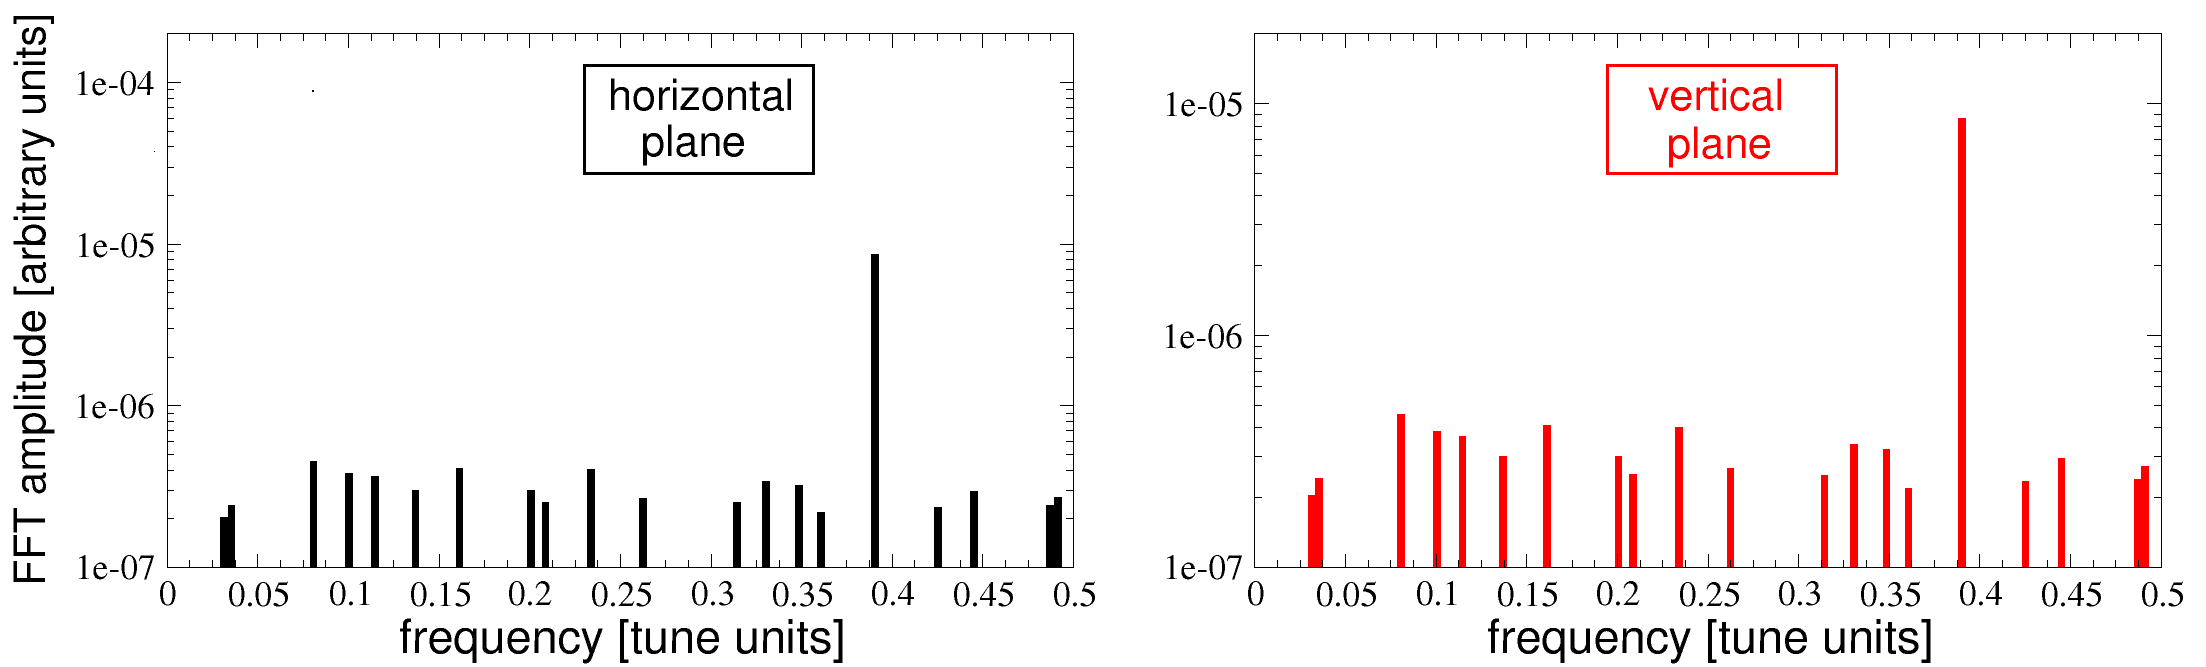 FFT amplitude [arbitrary units]
1e-04
1e-05
1e-06
1e-07
horizontal
plane
0 0.05 0.1 0.15 0.2 0.25 0.3 0.35 0.4 0.45 0.5
frequency [tune units]
1e-05
1e-06
1e-07
vertical
plane
0 0.05 0.1 0.15 0.2 0.25 0.3 0.35 0.4 0.45 0.5
frequency [tune units]